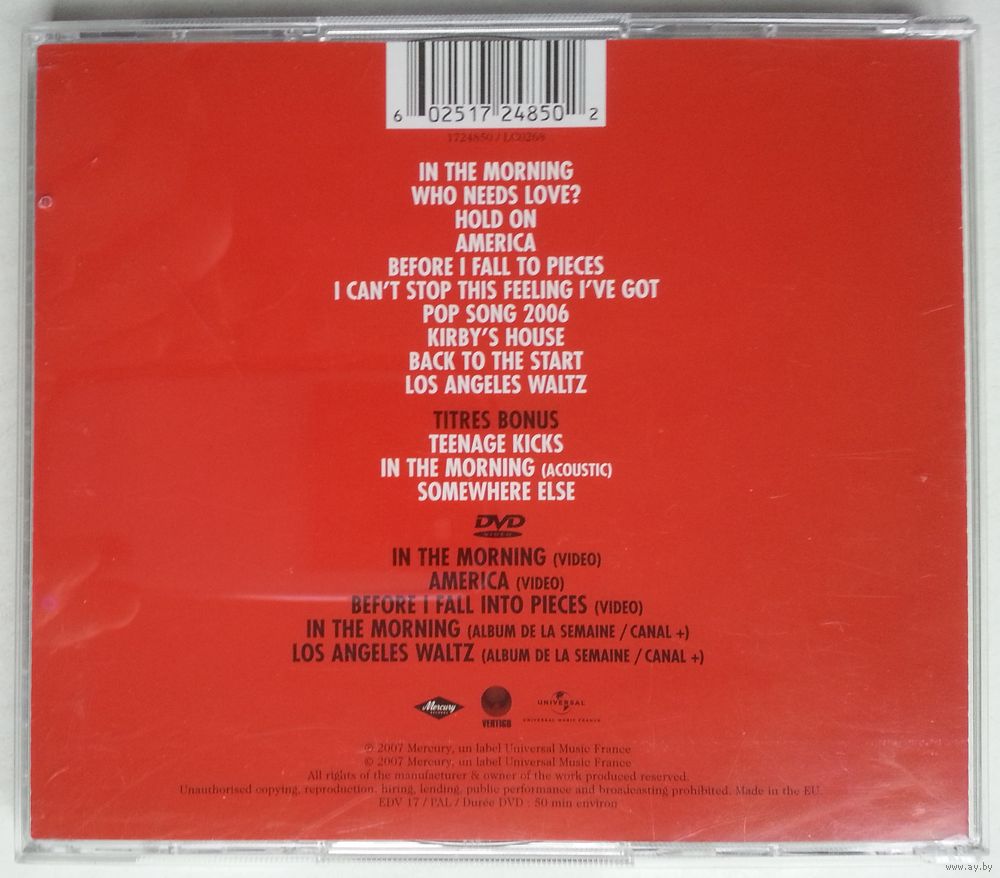 6 02517 24850 2
1724850 / LC0268
IN THE MORNING
WHO NEEDS LOVE?
HOLD ON
AMERICA
BEFORE I FALL TO PIECES
I CAN'T STOP THIS FEELING I'VE GOT
POP SONG 2006
KIRBY'S HOUSE
BACK TO THE START
LOS ANGELES WALTZ
TITRES BONUS
TEENAGE KICKS
IN THE MORNING (ACOUSTIC)
SOMEWHERE ELSE
DVD
VIDEO
IN THE MORNING (VIDEO)
AMERICA (VIDEO)
BEFORE I FALL INTO PIECES (VIDEO)
IN THE MORNING (ALBUM DE LA SEMAINE / CANAL +)
LOS ANGELES WALTZ (ALBUM DE LA SEMAINE / CANAL +)
Mercury
RECORDS
VERTIGO
UNIVERSAL
UNIVERSAL MUSIC FRANCE
℗ 2007 Mercury, un label Universal Music France
© 2007 Mercury, un label Universal Music France
All rights of the manufacturer & owner of the work produced reserved.
Unauthorised copying, reproduction, hiring, lending, public performance and broadcasting prohibited. Made in the EU.
EDV 17 / PAL / Durée DVD : 50 min environ
www.ay.by